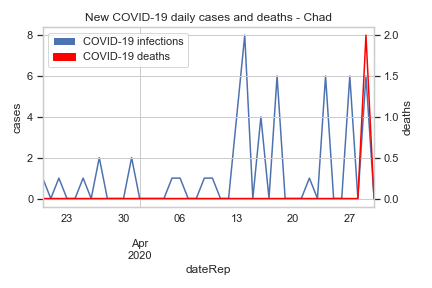 New COVID-19 daily cases and deaths - Chad
COVID-19 infections
COVID-19 deaths
8
6
4
2
0
cases
2.0
1.5
1.0
0.5
0.0
deaths
23 30 06 13 20 27
Apr
2020
dateRep